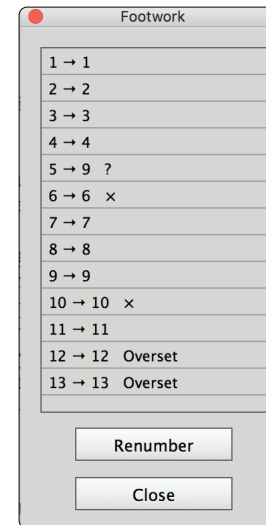 Footwork
1 → 1
2 → 2
3 → 3
4 → 4
5 → 9 ?
6 → 6 ×
7 → 7
8 → 8
9 → 9
10 → 10 ×
11 → 11
12 → 12 Overset
13 → 13 Overset
Renumber
Close